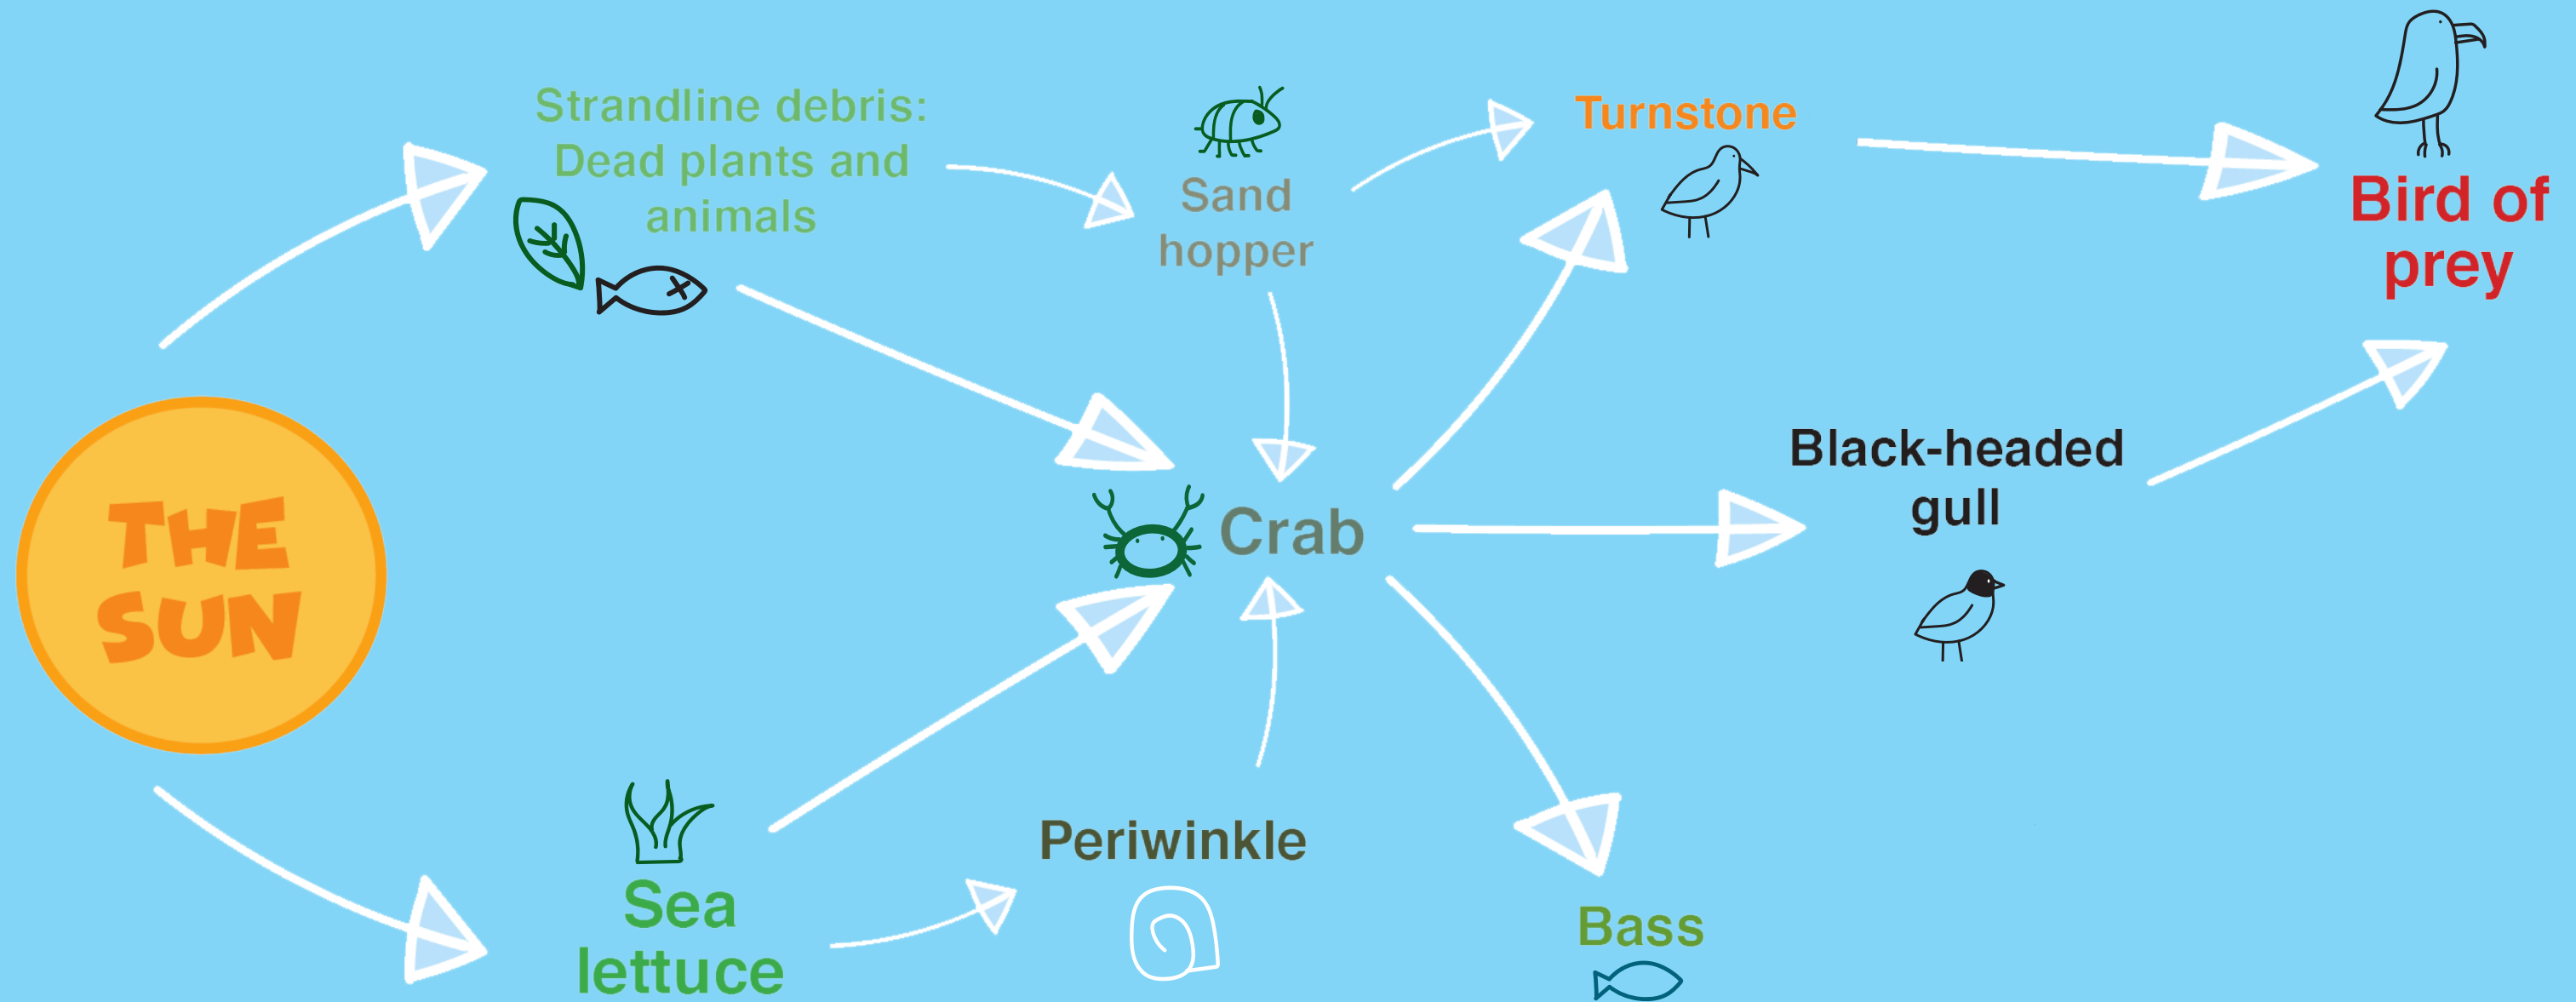 Strandline debris:
Dead plants and
animals
Sand
hopper
Turnstone
Bird of
prey
THE
SUN
Crab
Black-headed
gull
Sea
lettuce
Periwinkle
Bass